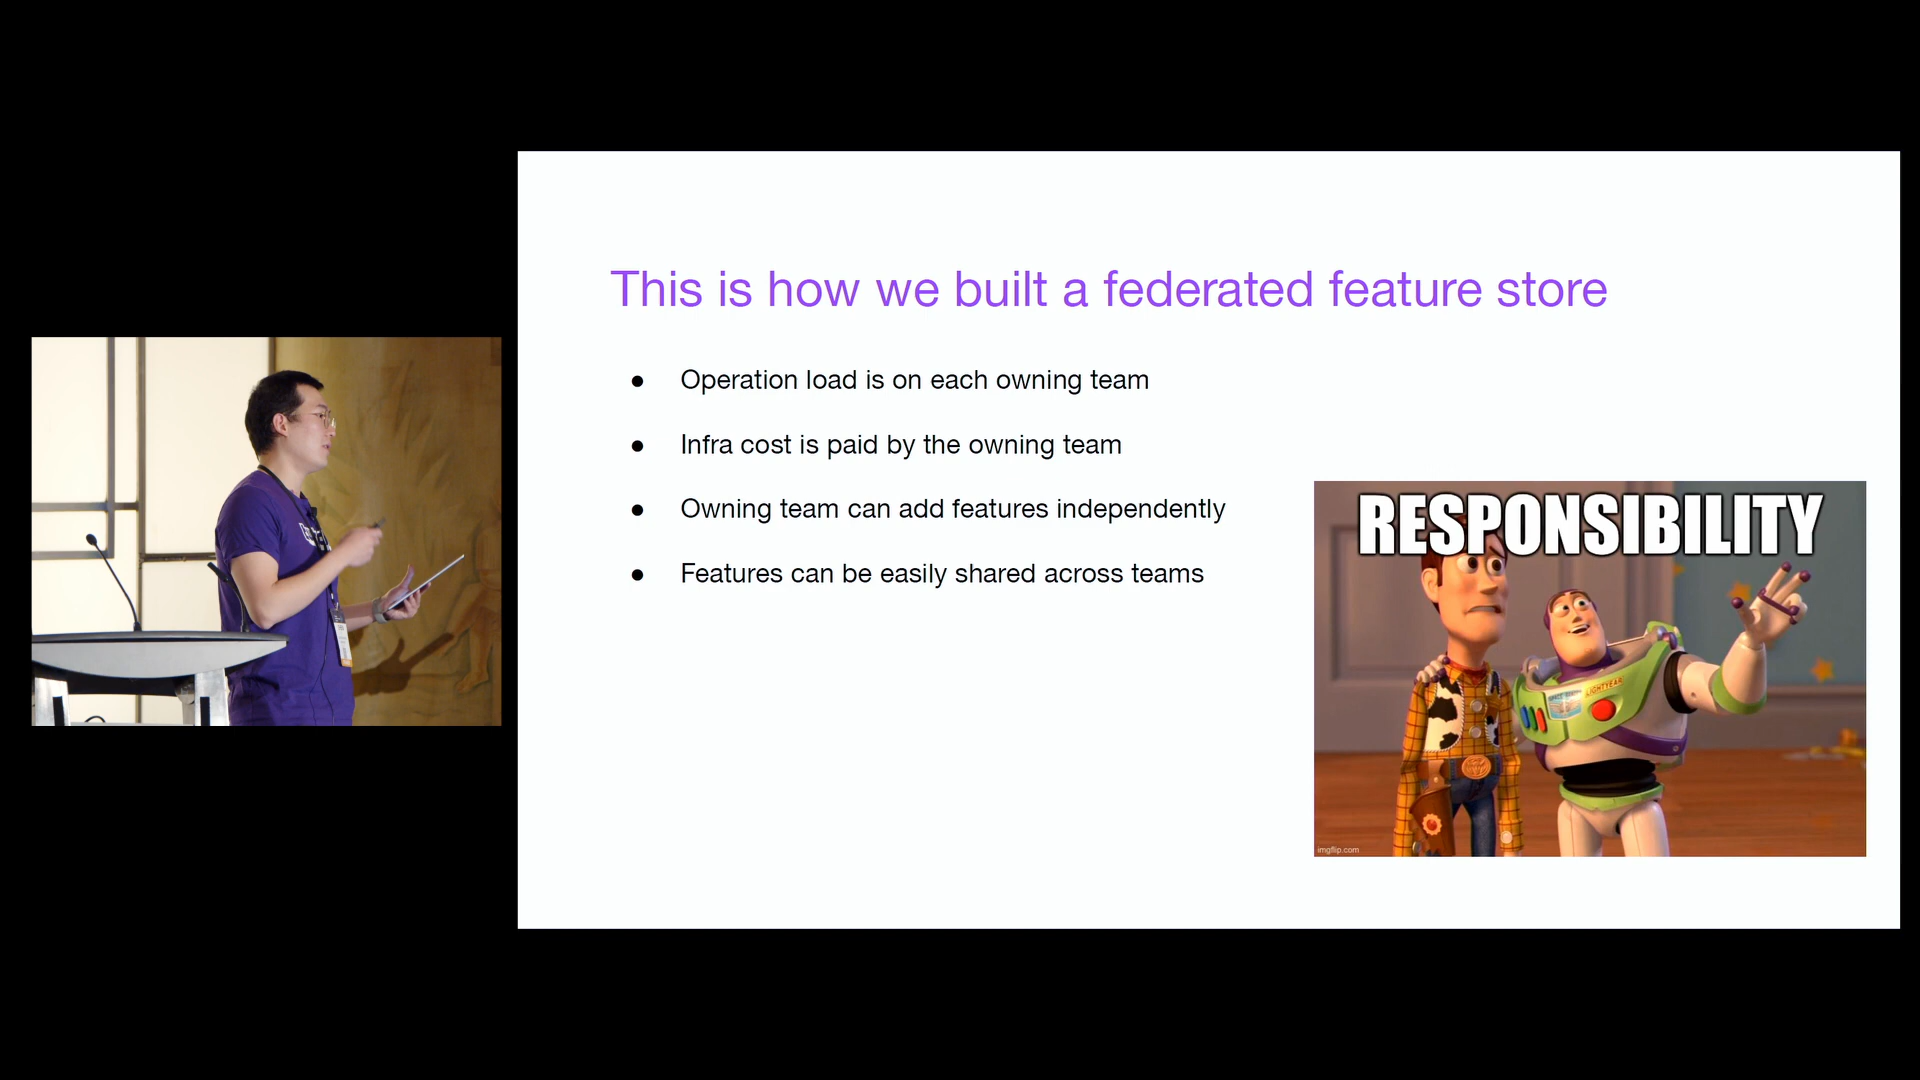 This is how we built a federated feature store
● Operation load is on each owning team
● Infra cost is paid by the owning team
● Owning team can add features independently
● Features can be easily shared across teams
RESPONSIBILITY
LIGHTYEAR
imgflip.com